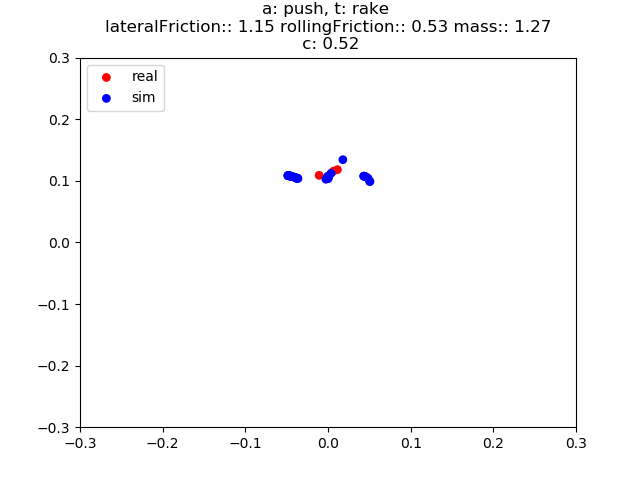 a: push, t: rake
lateralFriction:: 1.15 rollingFriction:: 0.53 mass:: 1.27
c: 0.52
real
sim
0.3
0.2
0.1
0.0
−0.1
−0.2
−0.3
−0.3 −0.2 −0.1 0.0 0.1 0.2 0.3